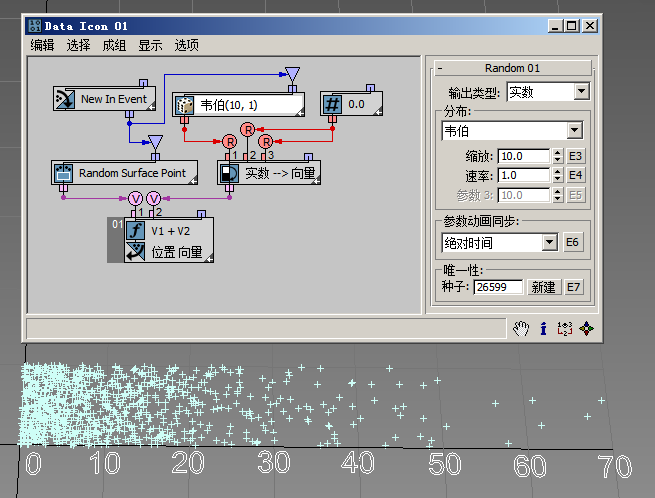 Data Icon 01
编辑 选择 成组 显示 选项
New In Event
韦伯(10, 1)
0.0
R
R
R
1
2
3
Random Surface Point
实数 --> 向量
V
V
1
2
01
V1 + V2
位置 向量
- Random 01
输出类型: 实数
分布:
韦伯
缩放: 10.0 E3
速率: 1.0 E4
参数 3: 10.0 E5
参数动画同步:
绝对时间 E6
唯一性:
种子: 26599 新建 E7
0 10 20 30 40 50 60 70